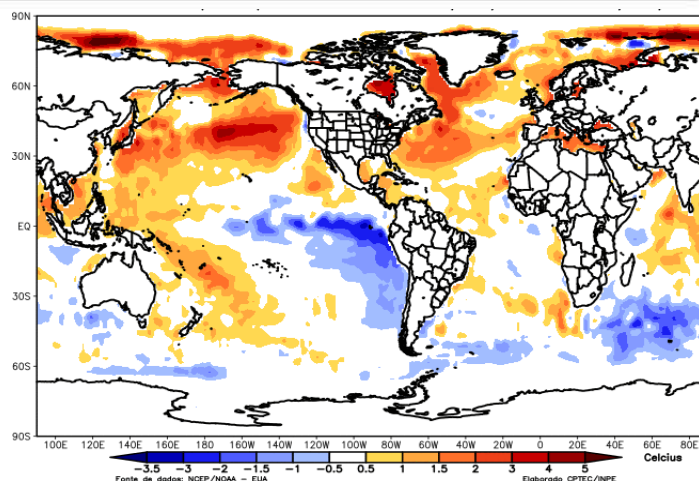 90N
60N
30N
EQ
30S
60S
90S
100E 120E 140E 160E 180 160W 140W 120W 100W 80W 60W 40W 20W 0 20E 40E 60E 80E
-3.5 -3 -2 -1.5 -1 -0.5 0.5 1 1.5 2 3 4 5 Celcius
Fonte de dados: NCEP/NOAA - EUA Elaborado CPTEC/INPE